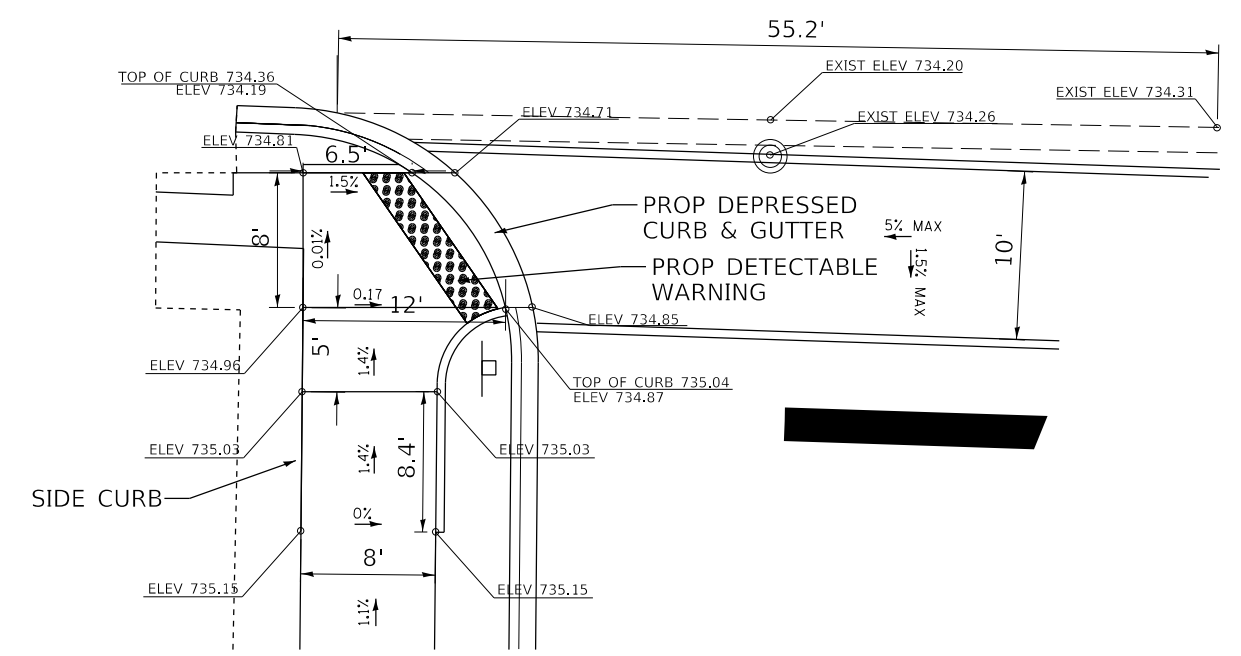 55.2'
TOP OF CURB 734.36
ELEV 734.19
EXIST ELEV 734.20
EXIST ELEV 734.31
ELEV 734.71
EXIST ELEV 734.26
ELEV 734.81
6.5'
1.5%
PROP DEPRESSED
CURB & GUTTER
5% MAX
8'
0.01%
10'
1.5% MAX
PROP DETECTABLE
WARNING
0.17
12'
ELEV 734.85
5'
1.4%
ELEV 734.96
TOP OF CURB 735.04
ELEV 734.87
ELEV 735.03
ELEV 735.03
1.4%
8.4'
SIDE CURB
0%
8'
ELEV 735.15
ELEV 735.15
1.1%